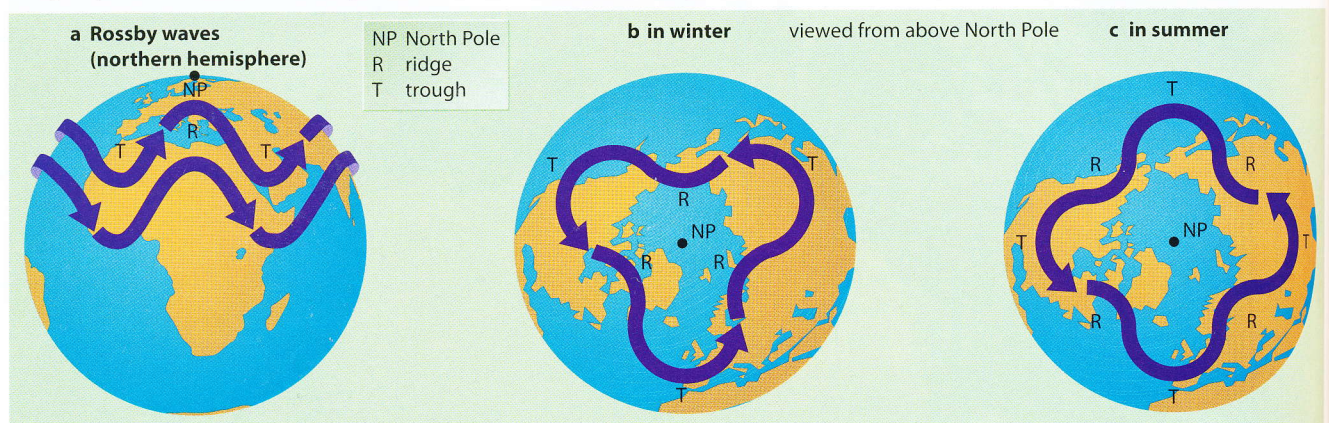 a Rossby waves
(northern hemisphere)
NP North Pole
R ridge
T trough
b in winter
viewed from above North Pole
c in summer
NP
R
T
T
T
T
R
NP
R
R
T
T
R
R
NP
T
T
R
R
T